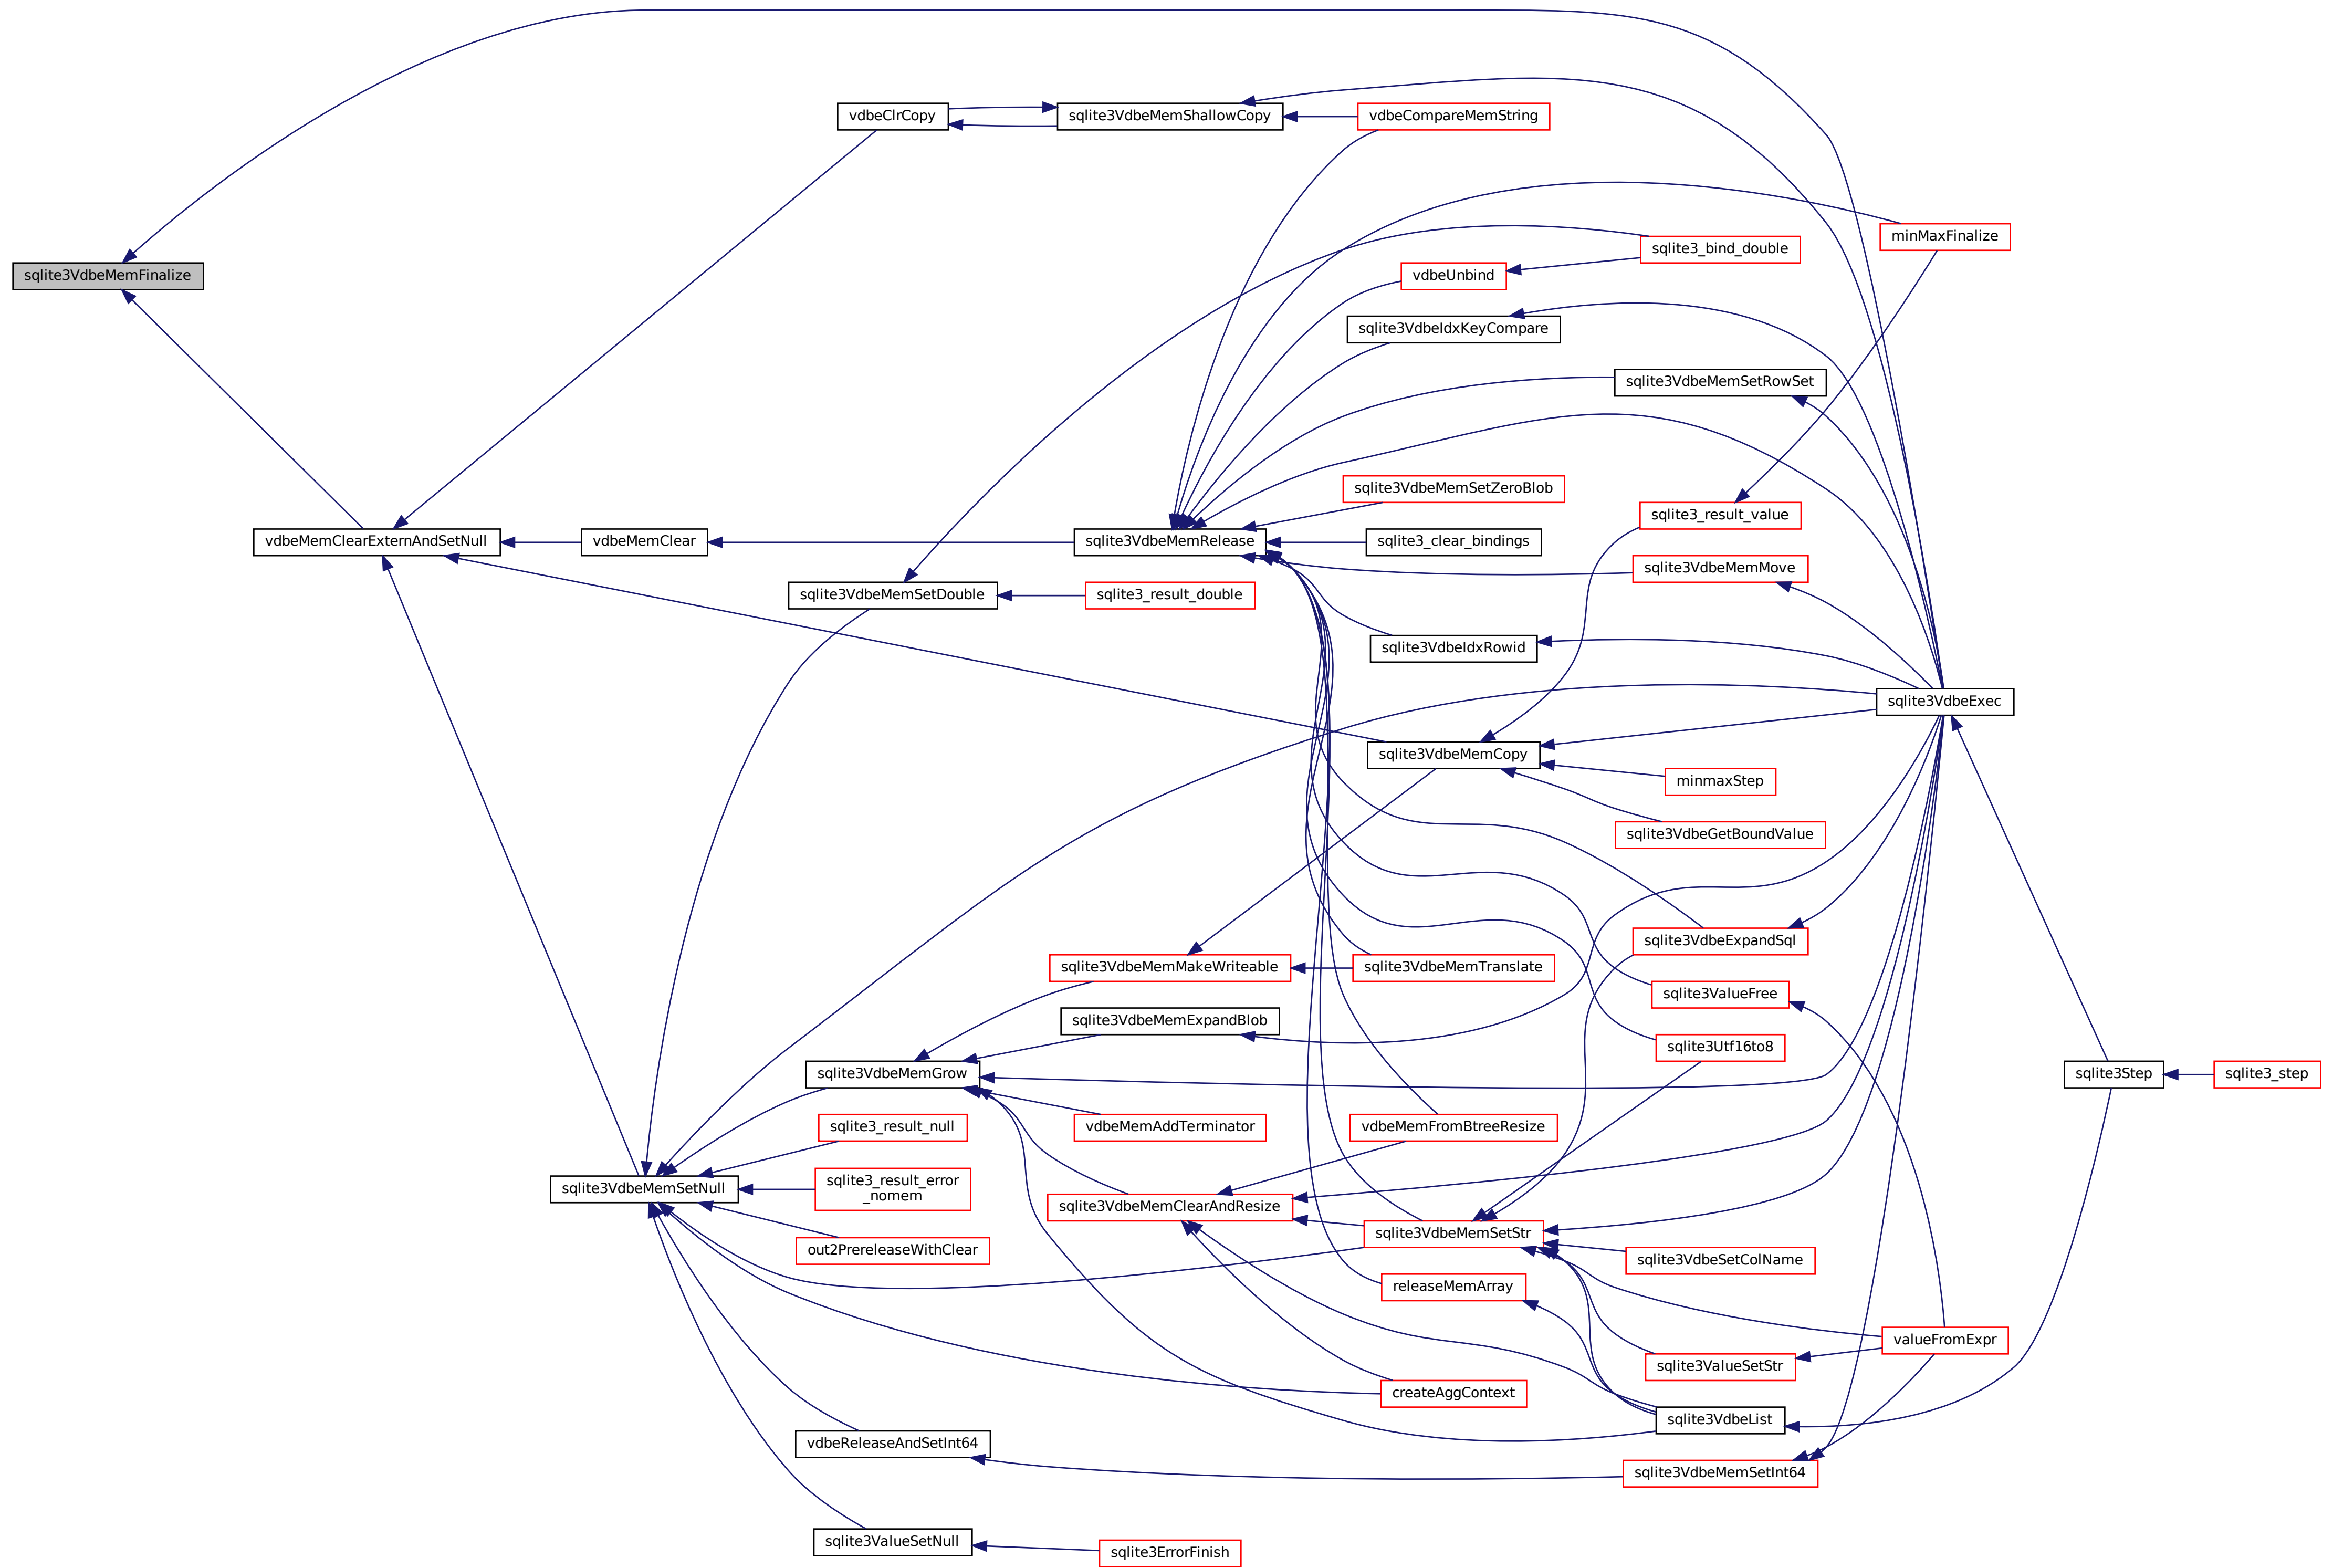 vdbeClrCopy
sqlite3VdbeMemShallowCopy
vdbeCompareMemString
minMaxFinalize
sqlite3_bind_double
sqlite3VdbeMemFinalize
vdbeUnbind
sqlite3VdbeIdxKeyCompare
sqlite3VdbeMemSetRowSet
sqlite3VdbeMemSetZeroBlob
sqlite3_result_value
vdbeMemClearExternAndSetNull
vdbeMemClear
sqlite3VdbeMemRelease
sqlite3_clear_bindings
sqlite3VdbeMemMove
sqlite3VdbeMemSetDouble
sqlite3_result_double
sqlite3VdbeIdxRowid
sqlite3VdbeExec
sqlite3VdbeMemCopy
minmaxStep
sqlite3VdbeGetBoundValue
sqlite3VdbeExpandSql
sqlite3VdbeMemMakeWriteable
sqlite3VdbeMemTranslate
sqlite3ValueFree
sqlite3VdbeMemExpandBlob
sqlite3Utf16to8
sqlite3VdbeMemGrow
sqlite3Step
sqlite3_step
sqlite3_result_null
vdbeMemAddTerminator
vdbeMemFromBtreeResize
sqlite3VdbeMemSetNull
sqlite3_result_error
_nomem
sqlite3VdbeMemClearAndResize
sqlite3VdbeMemSetStr
out2PrereleaseWithClear
sqlite3VdbeSetColName
releaseMemArray
valueFromExpr
sqlite3ValueSetStr
createAggContext
sqlite3VdbeList
vdbeReleaseAndSetInt64
sqlite3VdbeMemSetInt64
sqlite3ValueSetNull
sqlite3ErrorFinish